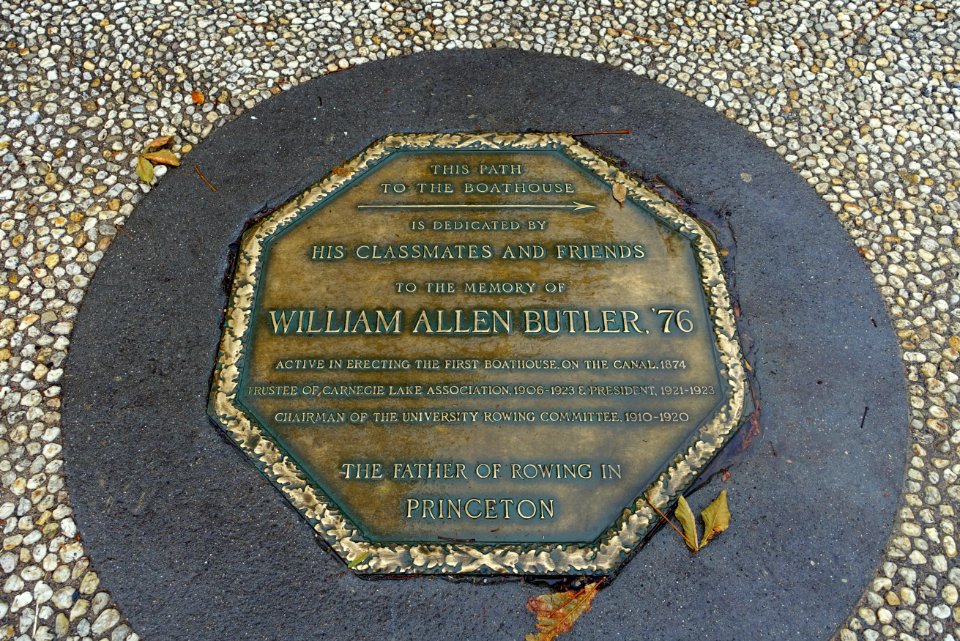 THIS PATH
TO THE BOATHOUSE
IS DEDICATED BY
HIS CLASSMATES AND FRIENDS
TO THE MEMORY OF
WILLIAM ALLEN BUTLER, '76
ACTIVE IN ERECTING THE FIRST BOATHOUSE, ON THE CANAL, 1874
TRUSTEE OF CARNEGIE LAKE ASSOCIATION, 1906-1923 & PRESIDENT, 1921-1923
CHAIRMAN OF THE UNIVERSITY ROWING COMMITTEE, 1910-1920
THE FATHER OF ROWING IN
PRINCETON